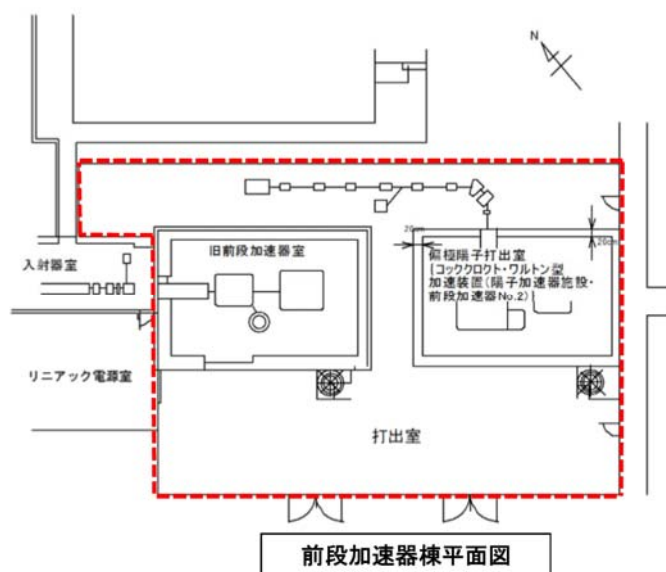 N
20cm
20cm
旧前段加速器室
偏極陽子打出室
(コッククロクト・ワルトン型
加速装置(陽子加速器施設・
前段加速器No.2)
入射器室
リニアック電源室
打出室
前段加速器棟平面図